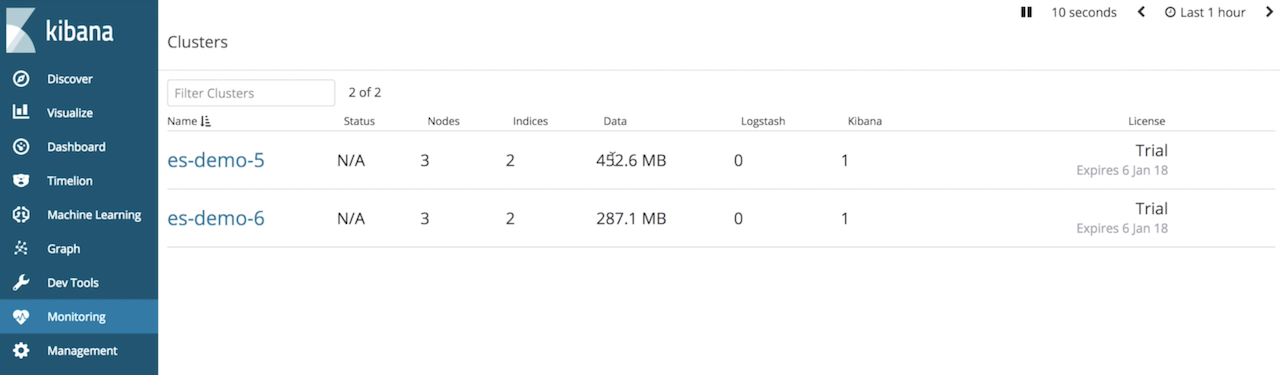 kibana
Discover
Visualize
Dashboard
Timelion
Machine Learning
Graph
Dev Tools
Monitoring
Management
10 seconds Last 1 hour
Clusters
Filter Clusters 2 of 2
Name Status Nodes Indices Data Logstash Kibana License
es-demo-5 N/A 3 2 452.6 MB 0 1 Trial
Expires 6 Jan 18
es-demo-6 N/A 3 2 287.1 MB 0 1 Trial
Expires 6 Jan 18